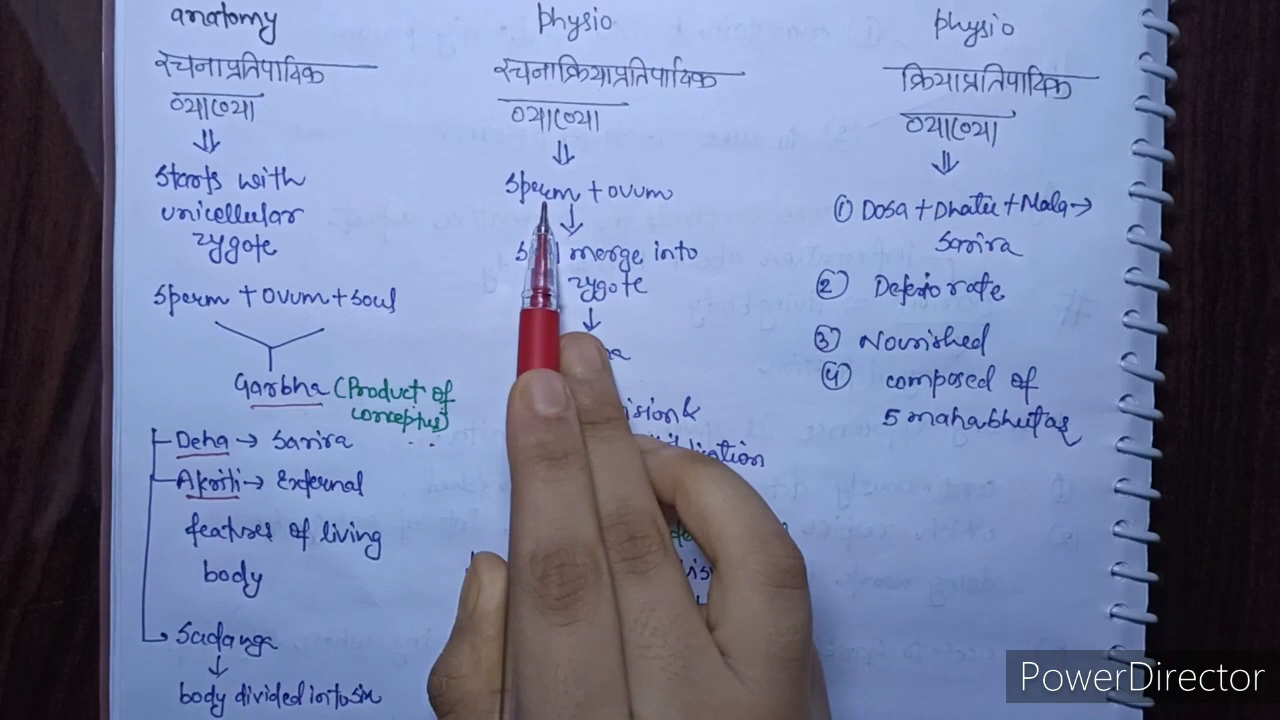 anatomy
रचनाप्रतिपादिक
व्याख्या
⇓
starts with
unicellular
zygote
sperm + ovum + soul
Garbha (Product of
conceptus)
Deha → sarira
Akriti → External
features of living
body
sadanga
↓
body divided into six
physio
रचनाक्रियाप्रतिपादिक
व्याख्या
⇓
sperm + ovum
↓
merge into
zygote
↓
physio
क्रियाप्रतिपादिक
व्याख्या
⇓
① Dosa + Dhatu + Mala →
sarira
② Deteriorate
③ Nourished
④ composed of
5 mahabhutas
PowerDirector